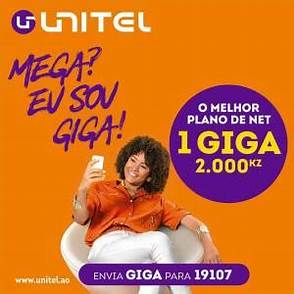 UNITEL
MEGA?
EU SOU
GIGA!
O MELHOR
PLANO DE NET
1 GIGA
2.000KZ
www.unitel.ao
ENVIA GIGA PARA 19107